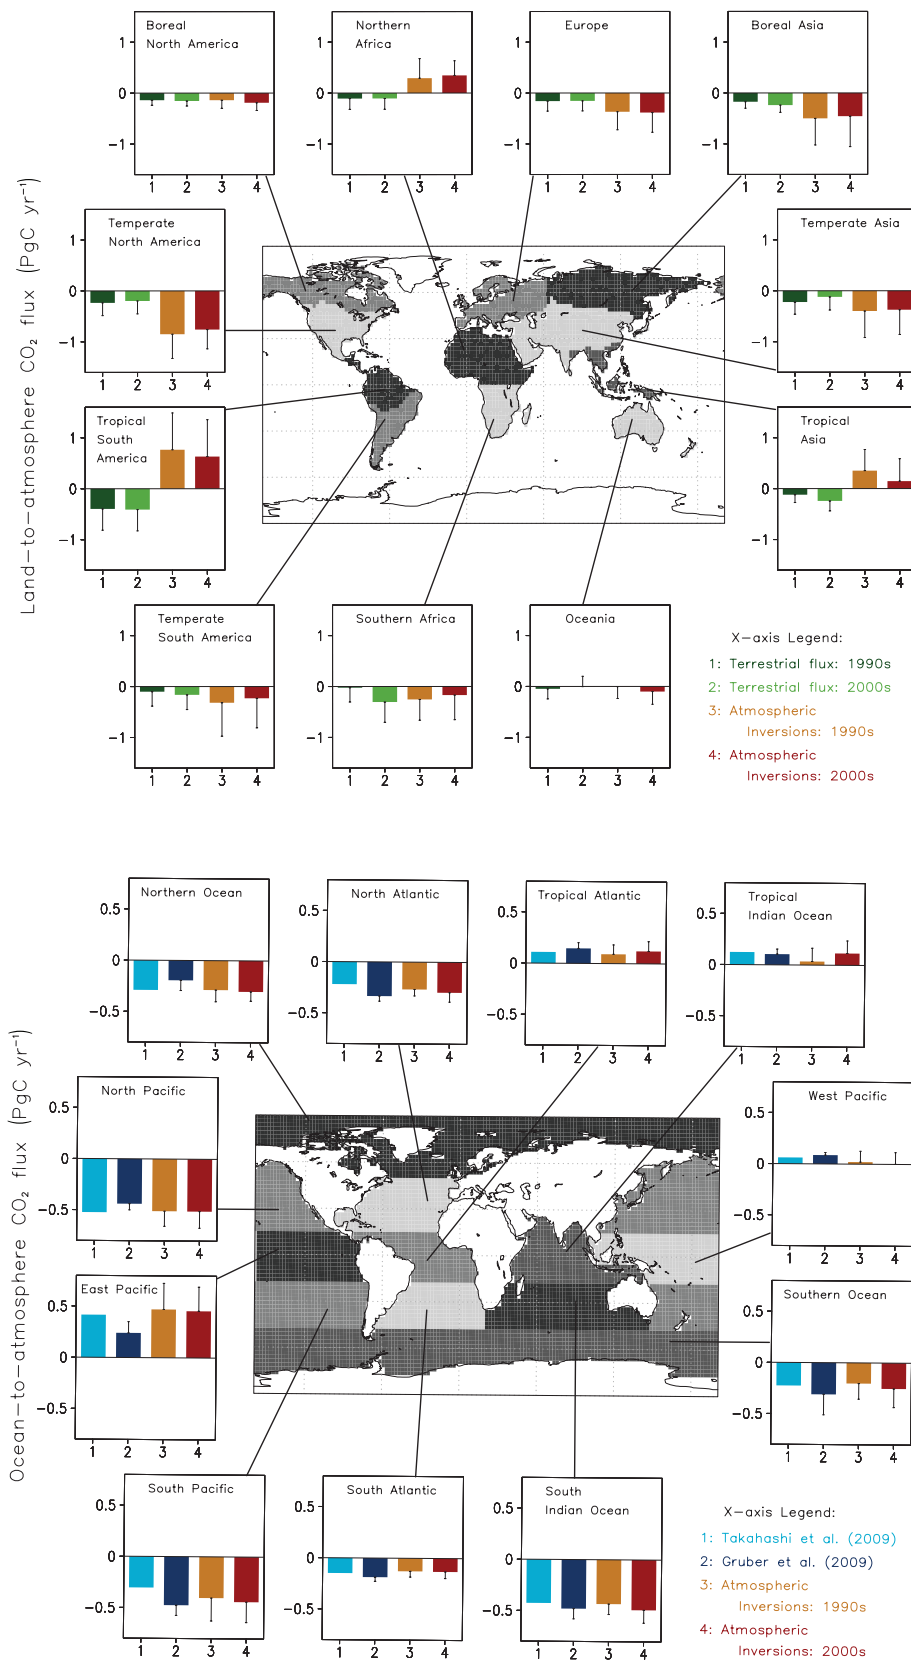 Land-to-atmosphere CO₂ flux (PgC yr⁻¹)
Boreal
North America
1
0
-1
1 2 3 4
Northern
Africa
1
0
-1
1 2 3 4
Europe
1
0
-1
1 2 3 4
Boreal Asia
1
0
-1
1 2 3 4
Temperate
North America
1
0
-1
1 2 3 4
Temperate Asia
1
0
-1
1 2 3 4
Tropical
South
America
1
0
-1
1 2 3 4
Tropical
Asia
1
0
-1
1 2 3 4
Temperate
South America
1
0
-1
1 2 3 4
Southern Africa
1
0
-1
1 2 3 4
Oceania
1
0
-1
1 2 3 4
X-axis Legend:
1: Terrestrial flux: 1990s
2: Terrestrial flux: 2000s
3: Atmospheric
Inversions: 1990s
4: Atmospheric
Inversions: 2000s
Ocean-to-atmosphere CO₂ flux (PgC yr⁻¹)
Northern Ocean
0.5
0
-0.5
1 2 3 4
North Atlantic
0.5
0
-0.5
1 2 3 4
Tropical Atlantic
0.5
0
-0.5
1 2 3 4
Tropical
Indian Ocean
0.5
0
-0.5
1 2 3 4
North Pacific
0.5
0
-0.5
1 2 3 4
West Pacific
0.5
0
-0.5
1 2 3 4
East Pacific
0.5
0
-0.5
1 2 3 4
Southern Ocean
0.5
0
-0.5
1 2 3 4
South Pacific
0.5
0
-0.5
1 2 3 4
South Atlantic
0.5
0
-0.5
1 2 3 4
South
Indian Ocean
0.5
0
-0.5
1 2 3 4
X-axis Legend:
1: Takahashi et al. (2009)
2: Gruber et al. (2009)
3: Atmospheric
Inversions: 1990s
4: Atmospheric
Inversions: 2000s